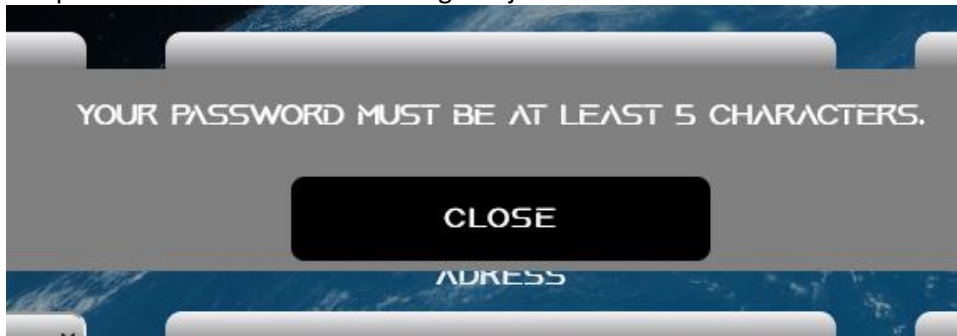 YOUR PASSWORD MUST BE AT LEAST 5 CHARACTERS.
CLOSE
ADRESS